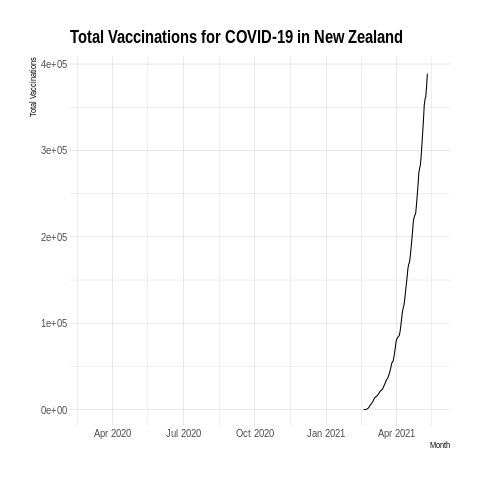 Total Vaccinations for COVID-19 in New Zealand
Total Vaccinations
4e+05
3e+05
2e+05
1e+05
0e+00
Apr 2020 Jul 2020 Oct 2020 Jan 2021 Apr 2021
Month